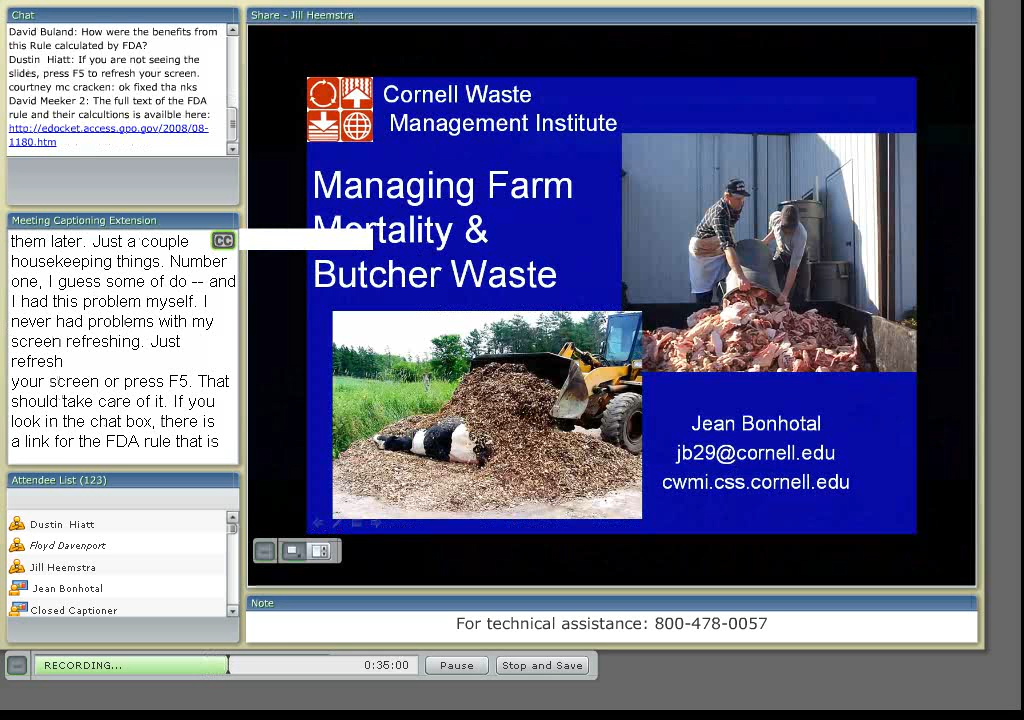 Chat
David Buland: How were the benefits from
this Rule calculated by FDA?
Dustin Hiatt: If you are not seeing the
slides, press F5 to refresh your screen.
courtney mc cracken: ok fixed tha nks
David Meeker 2: The full text of the FDA
rule and their calcultions is availble here:
http://edocket.access.gpo.gov/2008/08-
1180.htm
Meeting Captioning Extension
CC
them later. Just a couple
housekeeping things. Number
one, I guess some of do -- and
I had this problem myself. I
never had problems with my
screen refreshing. Just
refresh
your screen or press F5. That
should take care of it. If you
look in the chat box, there is
a link for the FDA rule that is
Attendee List (123)
Dustin Hiatt
Floyd Davenport
Jill Heemstra
Jean Bonhotal
Closed Captioner
Share - Jill Heemstra
Cornell Waste
Management Institute
Managing Farm
Mortality &
Butcher Waste
Jean Bonhotal
jb29@cornell.edu
cwmi.css.cornell.edu
Note
For technical assistance: 800-478-0057
RECORDING... 0:35:00 Pause Stop and Save